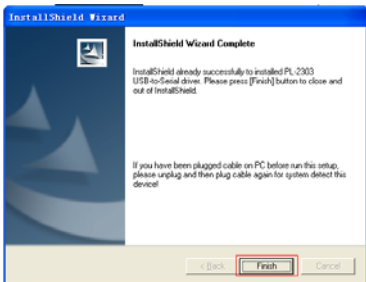 InstallShield Wizard
InstallShield Wizard Complete
InstallShield already successfully to installed PL-2303
USB-to-Serial driver. Please press [Finish] button to close and
out of InstallShield.
If you have been plugged cable on PC before run this setup,
please unplug and then plug cable again for system detect this
device!
< Back
Finish
Cancel